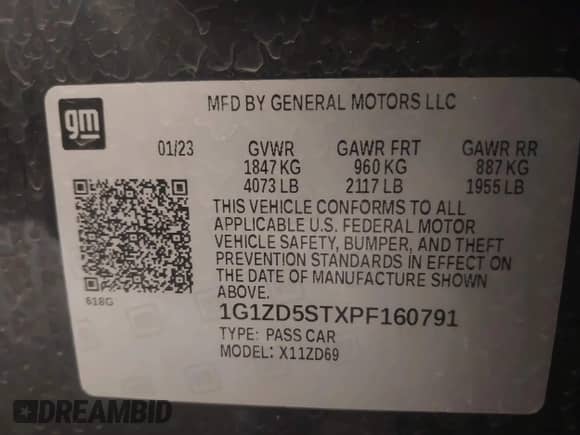 gm
MFD BY GENERAL MOTORS LLC
01/23 GVWR GAWR FRT GAWR RR
1847 KG 960 KG 887 KG
4073 LB 2117 LB 1955 LB
THIS VEHICLE CONFORMS TO ALL
APPLICABLE U.S. FEDERAL MOTOR
VEHICLE SAFETY, BUMPER, AND THEFT
PREVENTION STANDARDS IN EFFECT ON
THE DATE OF MANUFACTURE SHOWN
ABOVE.
618G
1G1ZD5STXPF160791
TYPE: PASS CAR
MODEL: X11ZD69
DREAMBID